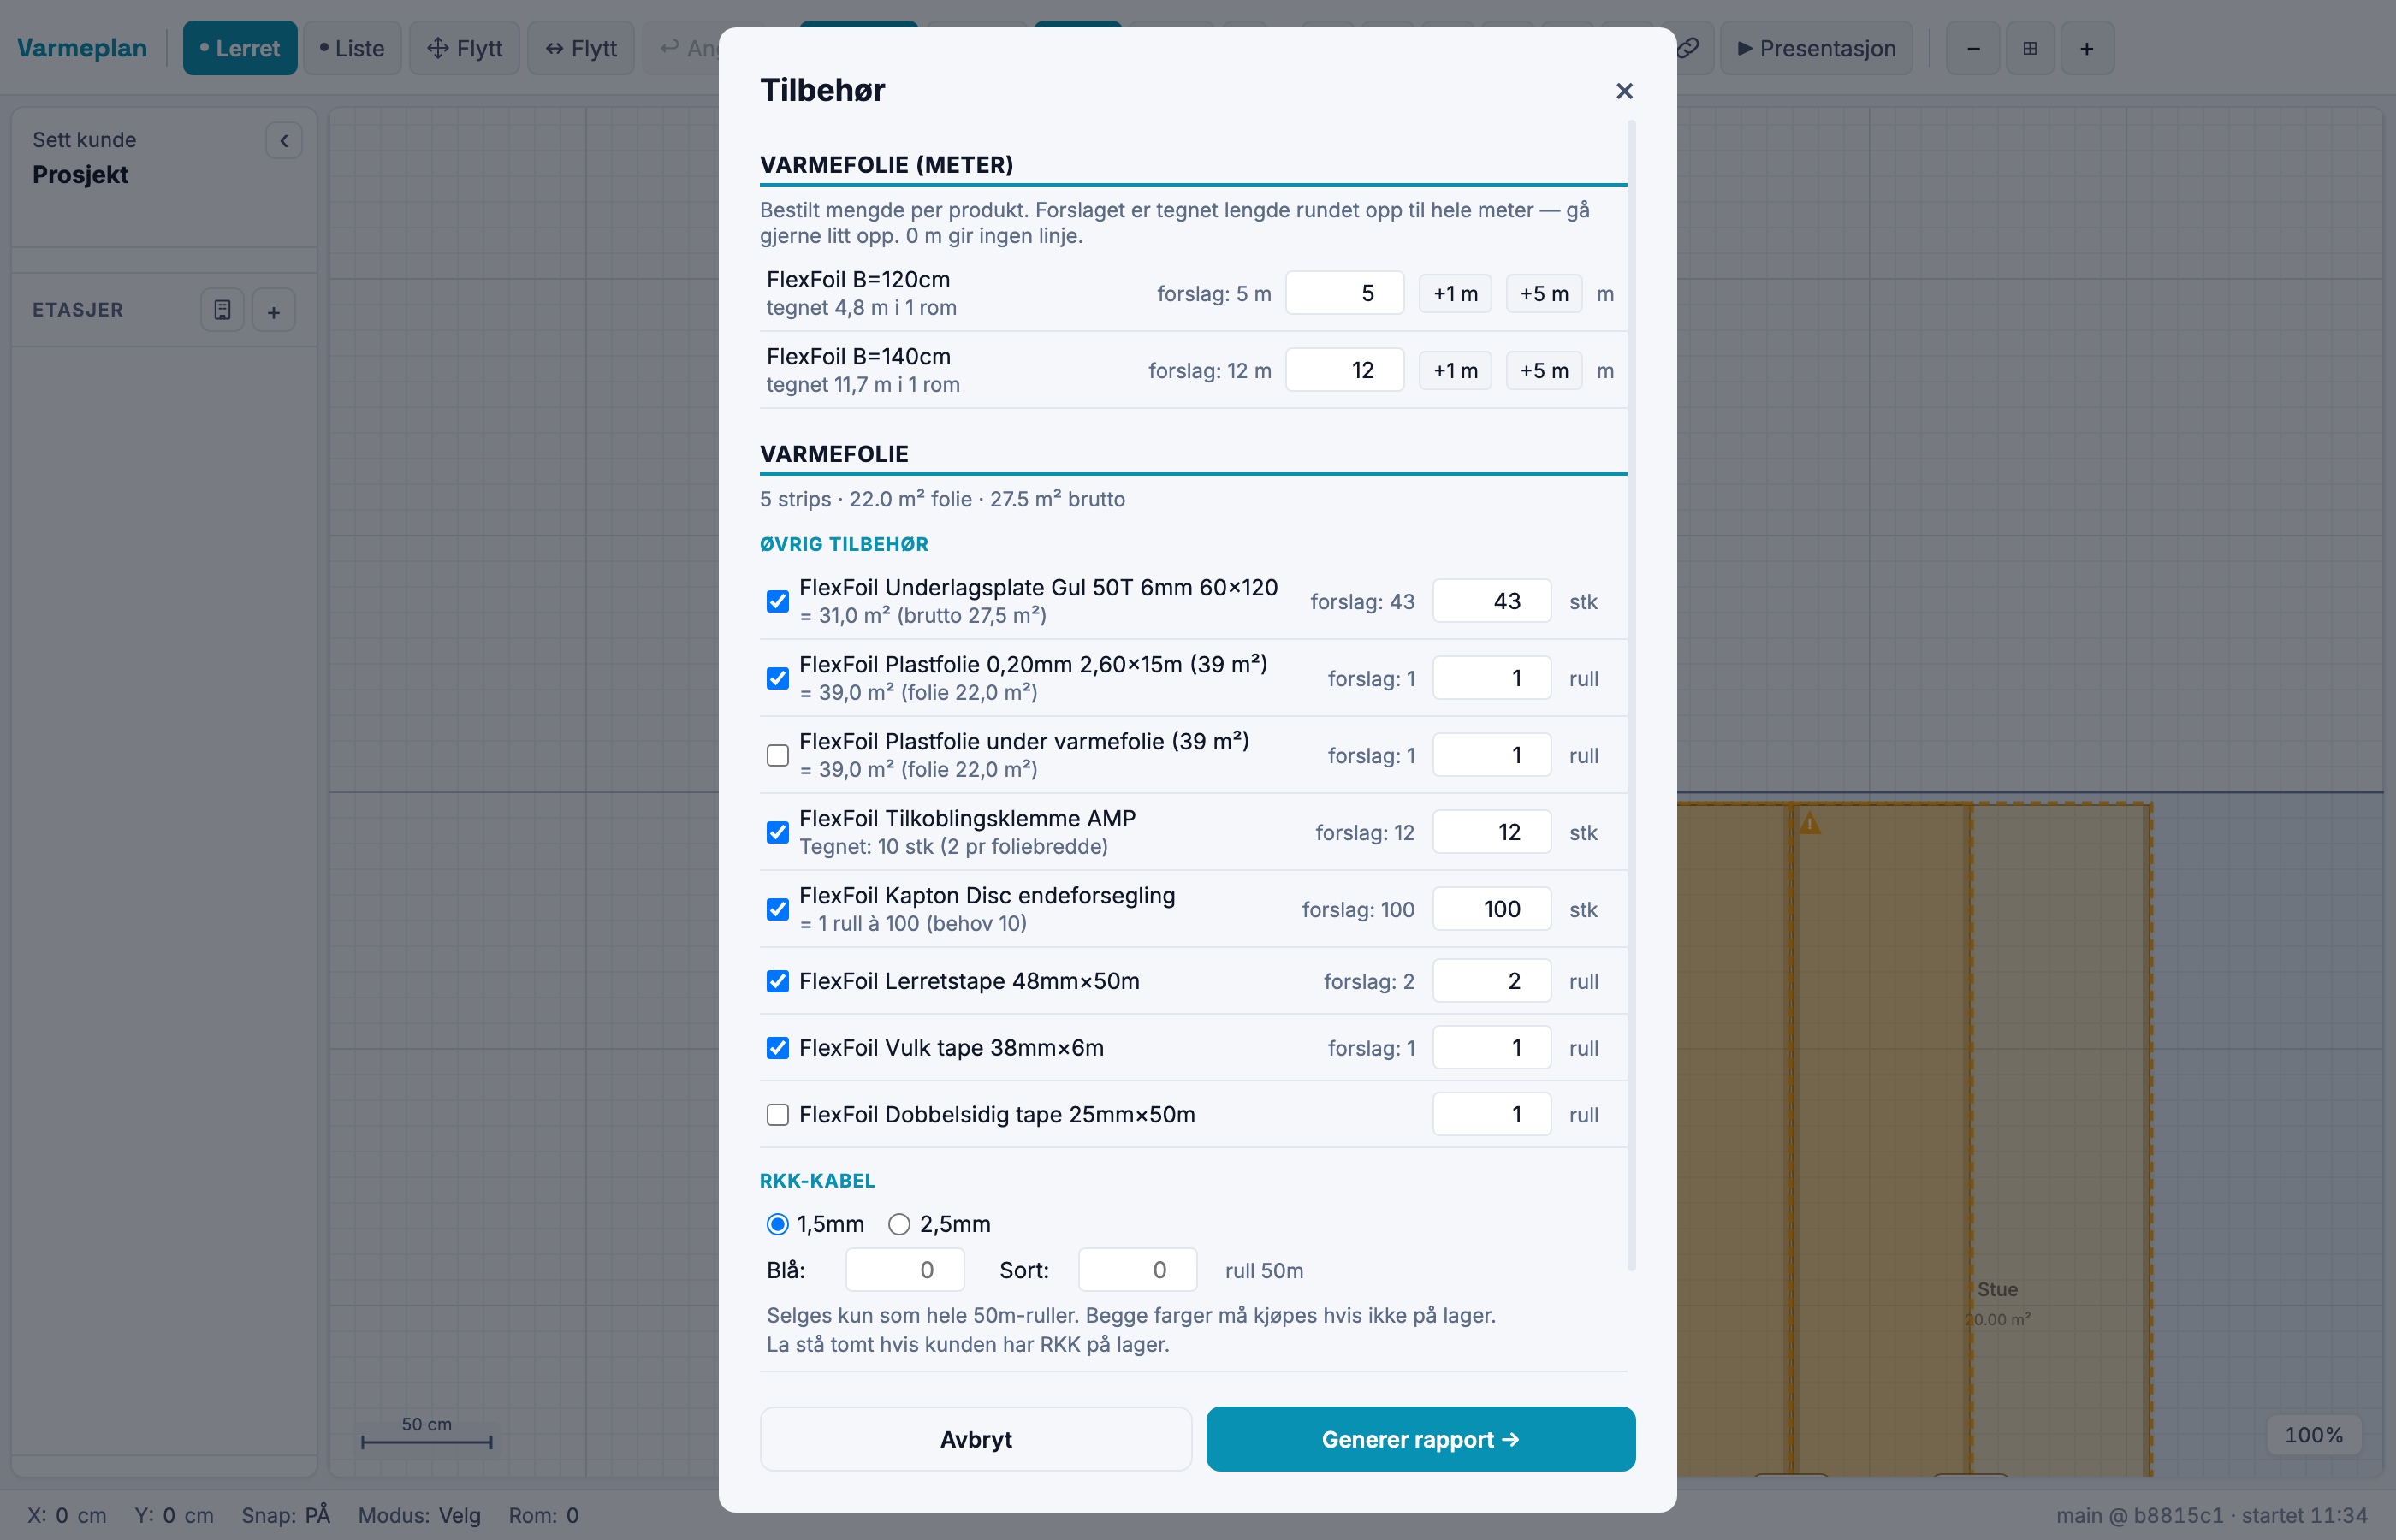 Varmeplan
Lerret
Liste
Flytt
Flytt
Presentasjon
Sett kunde
Prosjekt
ETASJER
Tilbehør
VARMEFOLIE (METER)
Bestilt mengde per produkt. Forslaget er tegnet lengde rundet opp til hele meter — gå
gjerne litt opp. 0 m gir ingen linje.
FlexFoil B=120cm
tegnet 4,8 m i 1 rom
forslag: 5 m 5 +1 m +5 m m
FlexFoil B=140cm
tegnet 11,7 m i 1 rom
forslag: 12 m 12 +1 m +5 m m
VARMEFOLIE
5 strips · 22.0 m² folie · 27.5 m² brutto
ØVRIG TILBEHØR
FlexFoil Underlagsplate Gul 50T 6mm 60×120
= 31,0 m² (brutto 27,5 m²)
forslag: 43 43 stk
FlexFoil Plastfolie 0,20mm 2,60×15m (39 m²)
= 39,0 m² (folie 22,0 m²)
forslag: 1 1 rull
FlexFoil Plastfolie under varmefolie (39 m²)
= 39,0 m² (folie 22,0 m²)
forslag: 1 1 rull
FlexFoil Tilkoblingsklemme AMP
Tegnet: 10 stk (2 pr foliebredde)
forslag: 12 12 stk
FlexFoil Kapton Disc endeforsegling
= 1 rull à 100 (behov 10)
forslag: 100 100 stk
FlexFoil Lerretstape 48mm×50m forslag: 2 2 rull
FlexFoil Vulk tape 38mm×6m forslag: 1 1 rull
FlexFoil Dobbelsidig tape 25mm×50m 1 rull
RKK-KABEL
1,5mm 2,5mm
Blå: 0 Sort: 0 rull 50m
Selges kun som hele 50m-ruller. Begge farger må kjøpes hvis ikke på lager.
La stå tomt hvis kunden har RKK på lager.
Avbryt
Generer rapport →
Stue
20.00 m²
50 cm
100%
X: 0 cm Y: 0 cm Snap: PÅ Modus: Velg Rom: 0
main @ b8815c1 · startet 11:34